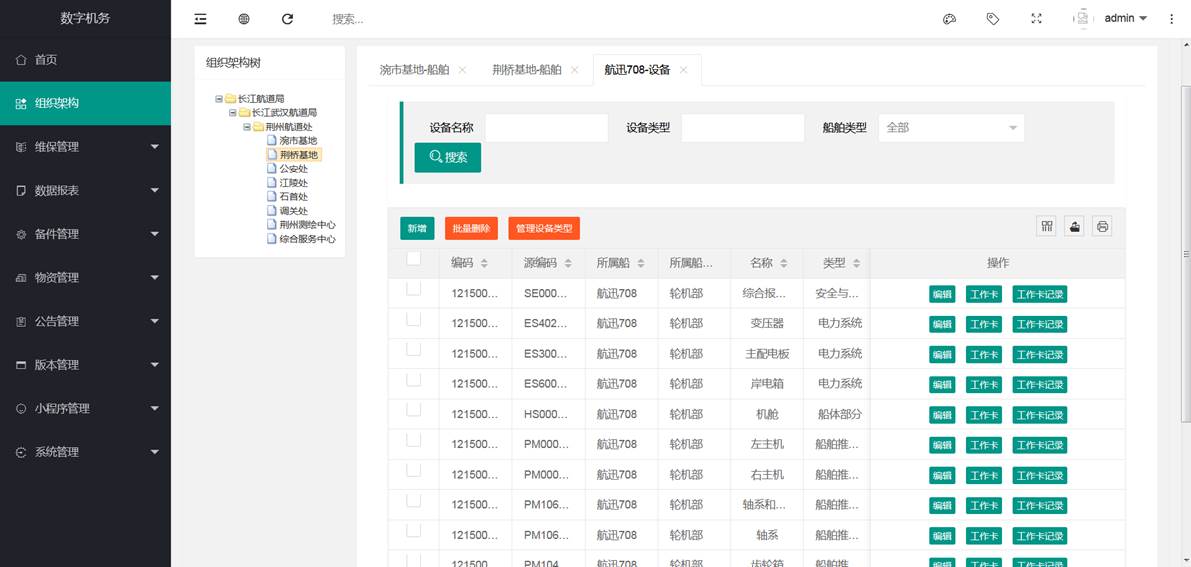 数字机务
搜索...
admin
首页
组织架构
维保管理
数据报表
备件管理
物资管理
公告管理
版本管理
小程序管理
系统管理
组织架构树
长江航道局
长江武汉航道局
荆州航道处
涴市基地
荆桥基地
公安处
江陵处
石首处
调关处
荆州测绘中心
综合服务中心
涴市基地-船舶 荆桥基地-船舶 航迅708-设备
设备名称 设备类型 船舶类型 全部
搜索
新增 批量删除 管理设备类型
编码 源编码 所属船 所属船... 名称 类型 操作
121500... SE000... 航迅708 轮机部 综合报... 安全与... 编辑 工作卡 工作卡记录
121500... ES402... 航迅708 轮机部 变压器 电力系统 编辑 工作卡 工作卡记录
121500... ES300... 航迅708 轮机部 主配电板 电力系统 编辑 工作卡 工作卡记录
121500... ES600... 航迅708 轮机部 岸电箱 电力系统 编辑 工作卡 工作卡记录
121500... HS000... 航迅708 轮机部 机舱 船体部分 编辑 工作卡 工作卡记录
121500... PM000... 航迅708 轮机部 左主机 船舶推... 编辑 工作卡 工作卡记录
121500... PM000... 航迅708 轮机部 右主机 船舶推... 编辑 工作卡 工作卡记录
121500... PM106... 航迅708 轮机部 轴系和... 船舶推... 编辑 工作卡 工作卡记录
121500... PM106... 航迅708 轮机部 轴系 船舶推... 编辑 工作卡 工作卡记录
121500... PM104... 航迅708 轮机部 齿轮箱 船舶推... 编辑 工作卡 工作卡记录